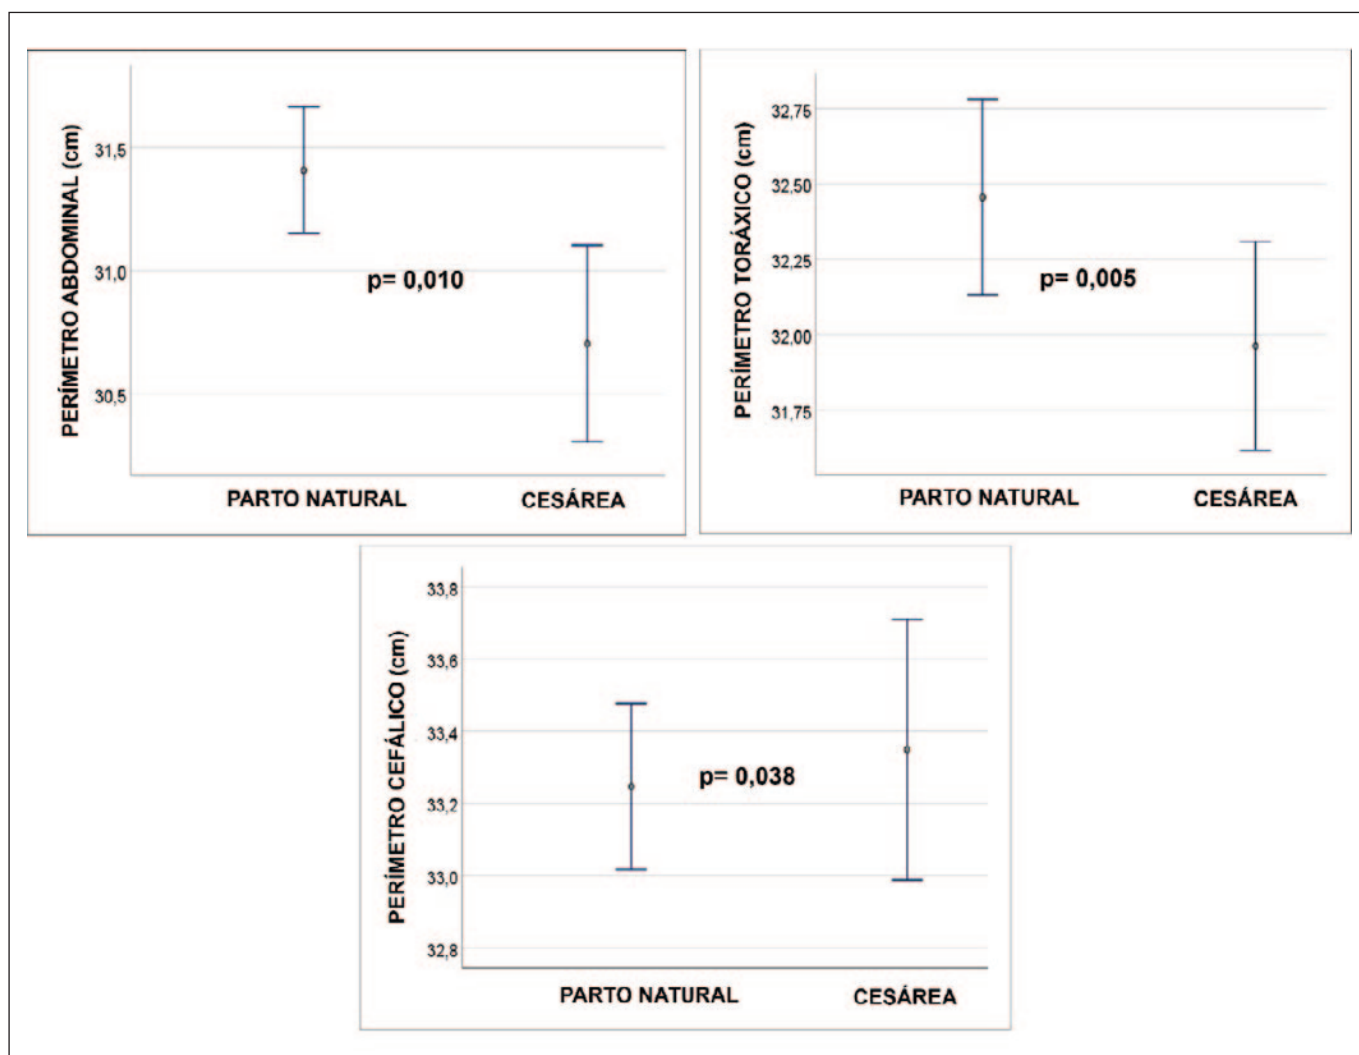 PERÍMETRO ABDOMINAL (cm)
31,5
31,0
30,5
p= 0,010
PARTO NATURAL
CESÁREA
PERÍMETRO TORÁXICO (cm)
32,75
32,50
32,25
32,00
31,75
p= 0,005
PARTO NATURAL
CESÁREA
PERÍMETRO CEFÁLICO (cm)
33,8
33,6
33,4
33,2
33,0
32,8
p= 0,038
PARTO NATURAL
CESÁREA